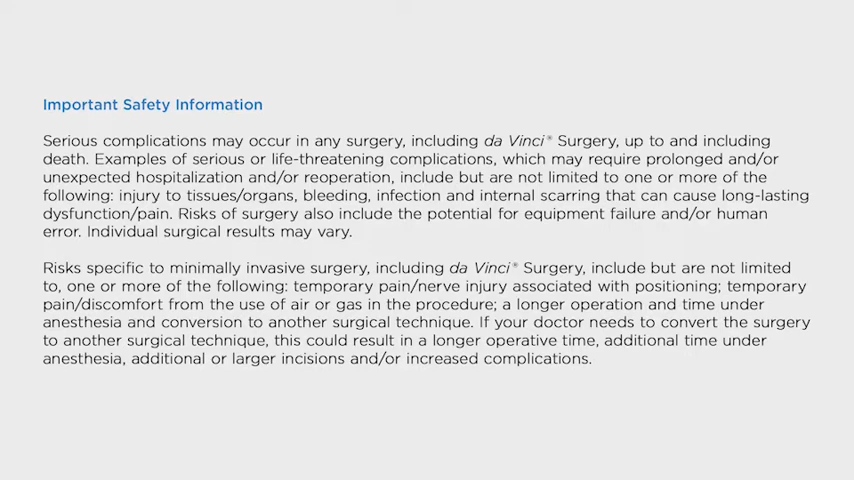 Important Safety Information
Serious complications may occur in any surgery, including da Vinci® Surgery, up to and including
death. Examples of serious or life-threatening complications, which may require prolonged and/or
unexpected hospitalization and/or reoperation, include but are not limited to one or more of the
following: injury to tissues/organs, bleeding, infection and internal scarring that can cause long-lasting
dysfunction/pain. Risks of surgery also include the potential for equipment failure and/or human
error. Individual surgical results may vary.
Risks specific to minimally invasive surgery, including da Vinci® Surgery, include but are not limited
to, one or more of the following: temporary pain/nerve injury associated with positioning; temporary
pain/discomfort from the use of air or gas in the procedure; a longer operation and time under
anesthesia and conversion to another surgical technique. If your doctor needs to convert the surgery
to another surgical technique, this could result in a longer operative time, additional time under
anesthesia, additional or larger incisions and/or increased complications.